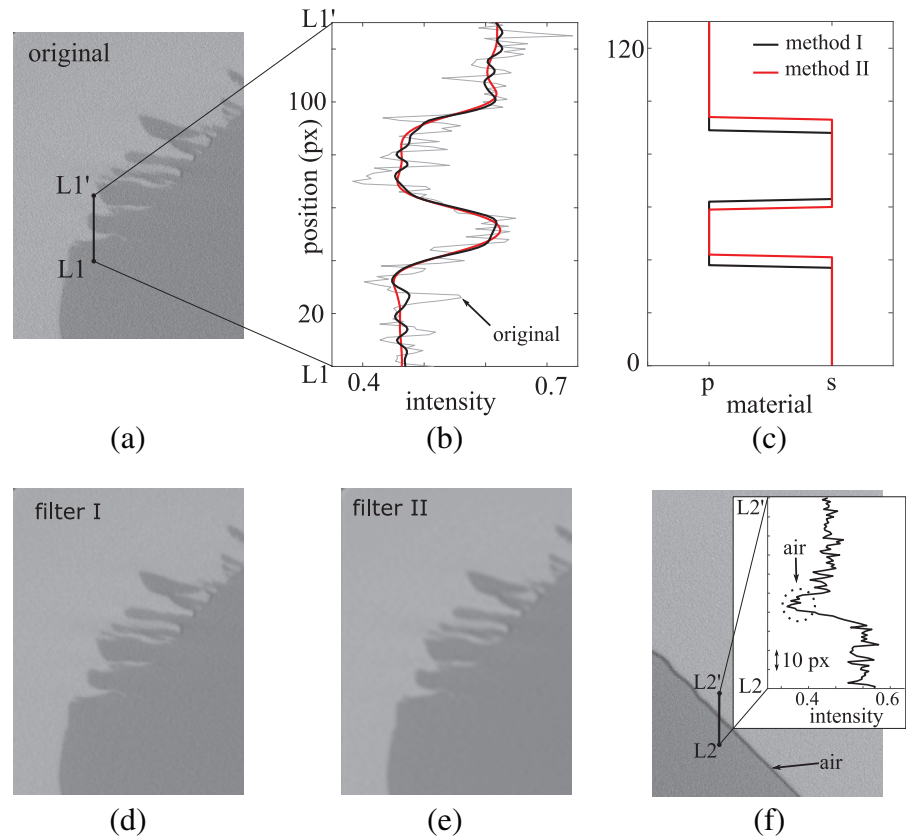 original
L1'
L1
(a)
L1'
100
20
L1
position (px)
0.4
0.7
intensity
original
(b)
120
0
p
s
material
method I
method II
(c)
filter I
(d)
filter II
(e)
L2'
L2
air
10 px
0.4
0.6
intensity
L2'
L2
air
(f)